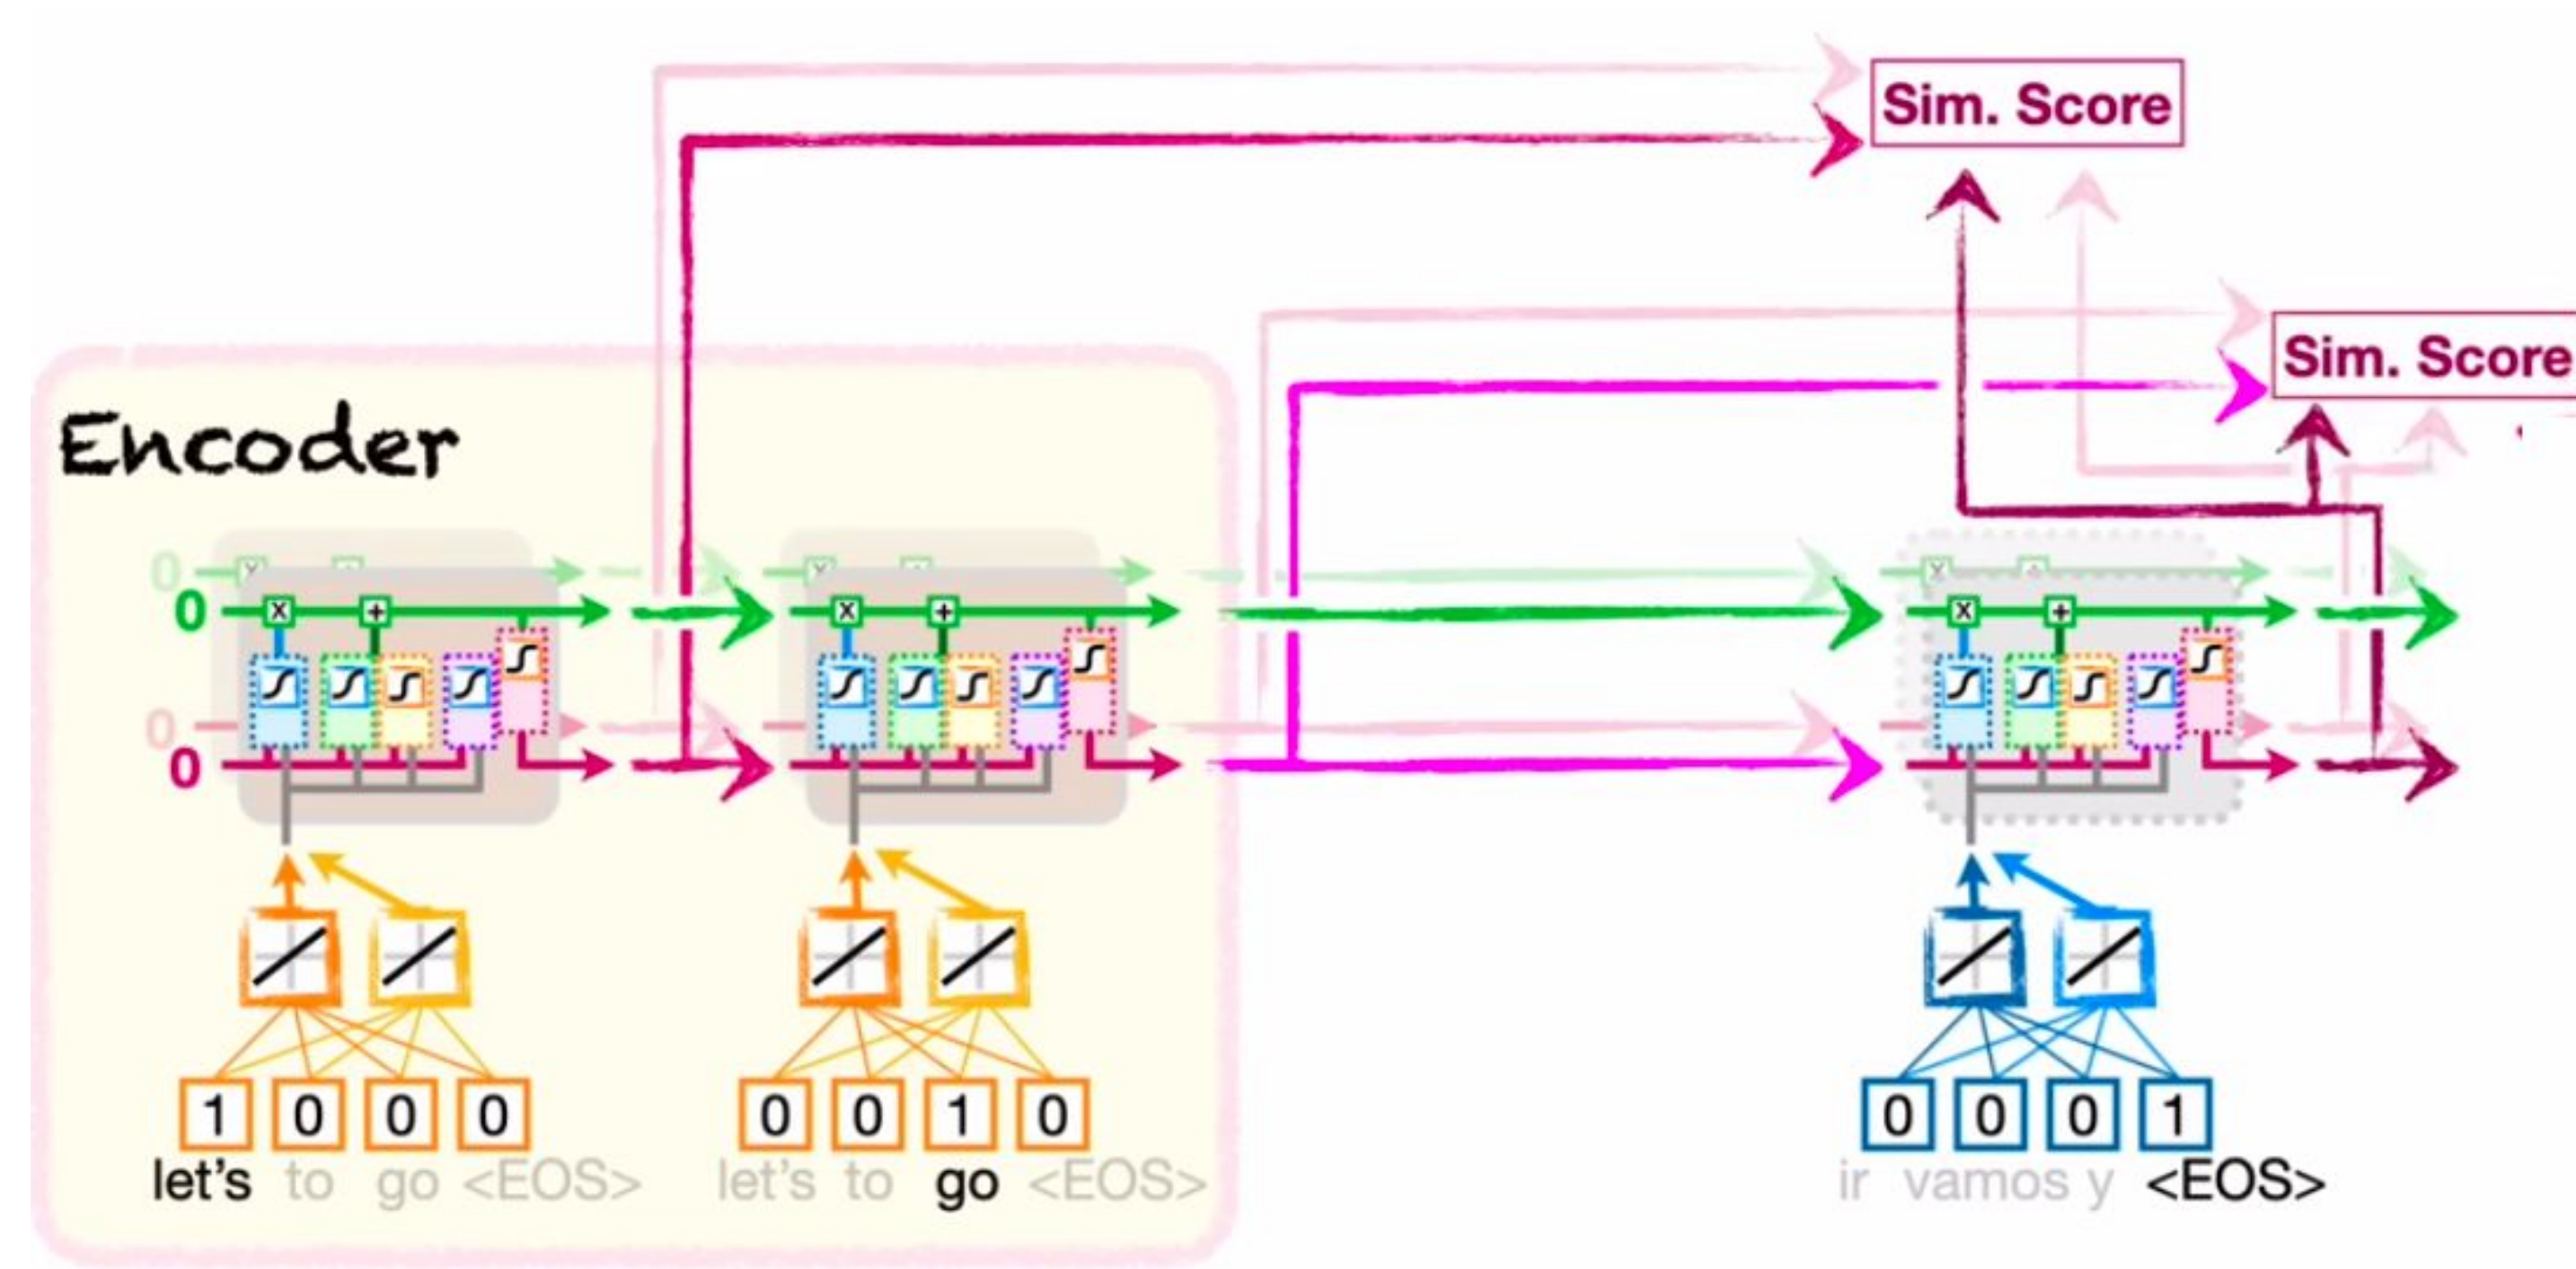 Sim. Score
Sim. Score
Encoder
0
0
0
0
x + x + x +
1 0 0 0 0 0 1 0 0 0 0 1
let's to go <EOS> let's to go <EOS> ir vamos y <EOS>